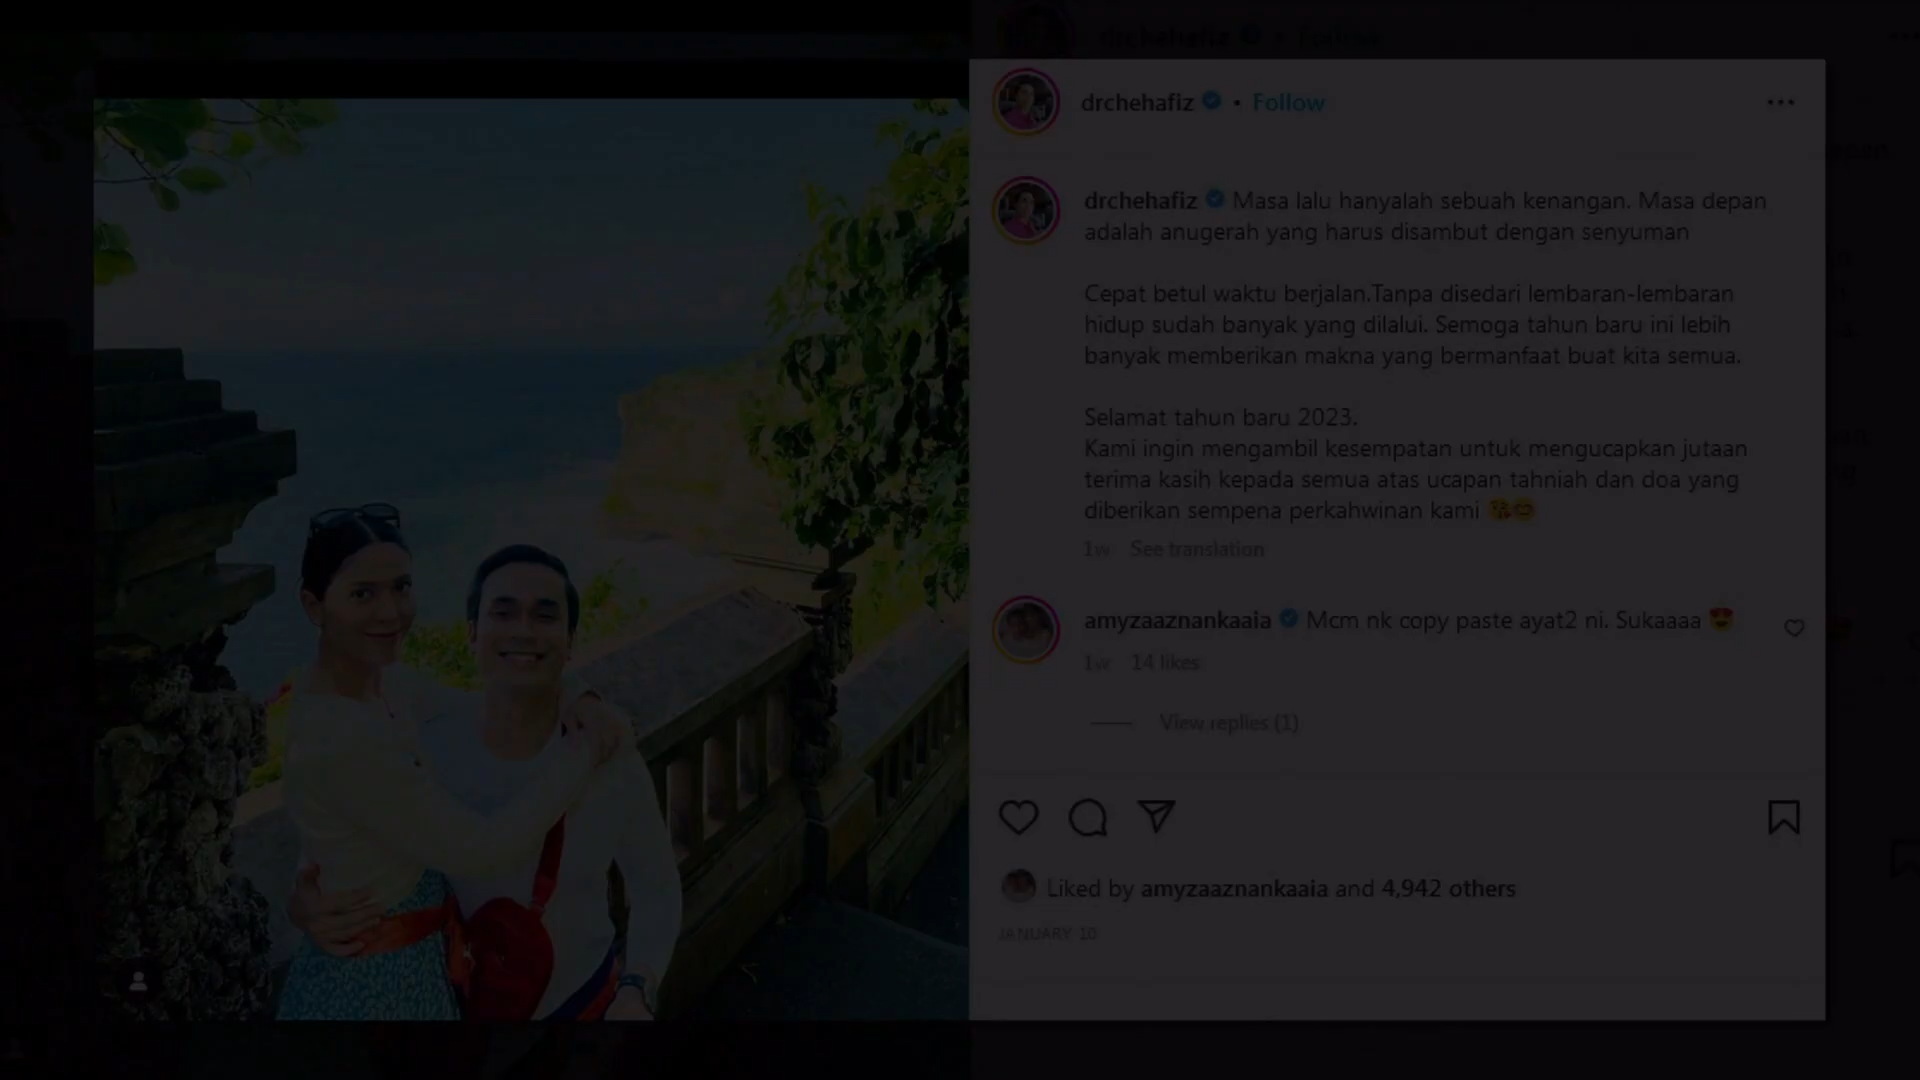 drchehafiz • Follow
drchehafiz • Follow
drchehafiz Masa lalu hanyalah sebuah kenangan. Masa depan
adalah anugerah yang harus disambut dengan senyuman
Cepat betul waktu berjalan.Tanpa disedari lembaran-lembaran
hidup sudah banyak yang dilalui. Semoga tahun baru ini lebih
banyak memberikan makna yang bermanfaat buat kita semua.
Selamat tahun baru 2023.
Kami ingin mengambil kesempatan untuk mengucapkan jutaan
terima kasih kepada semua atas ucapan tahniah dan doa yang
diberikan sempena perkahwinan kami 😘😊
1w See translation
amyzaaznankaaia Mcm nk copy paste ayat2 ni. Sukaaaa 😍
1w 14 likes
View replies (1)
Liked by amyzaaznankaaia and 4,942 others
JANUARY 10